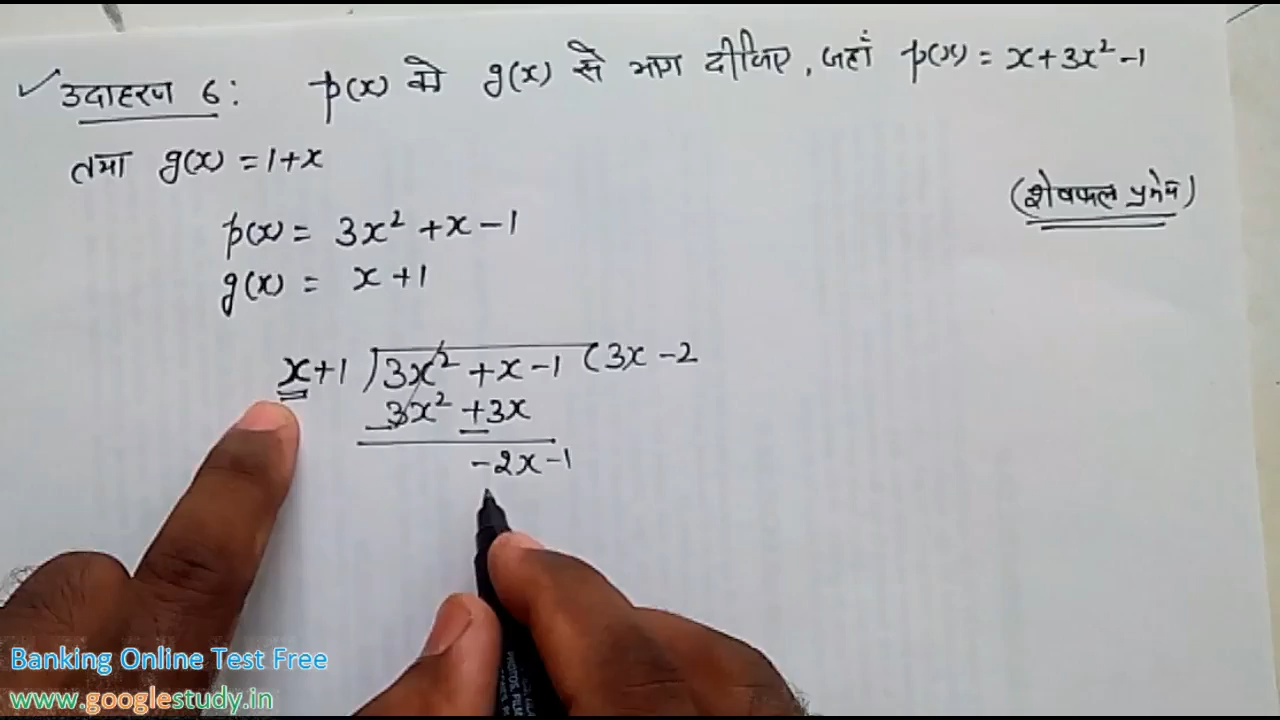 उदाहरण 6: p(x) को g(x) से भाग दीजिए, जहाँ p(x) = x+3x²-1
तथा g(x) = 1+x
(शेषफल प्रमेय)
p(x) = 3x² +x -1
g(x) = x +1
x+1 ) 3x² +x -1 ( 3x -2
3x² +3x
-2x -1
Banking Online Test Free
www.googlestudy.in